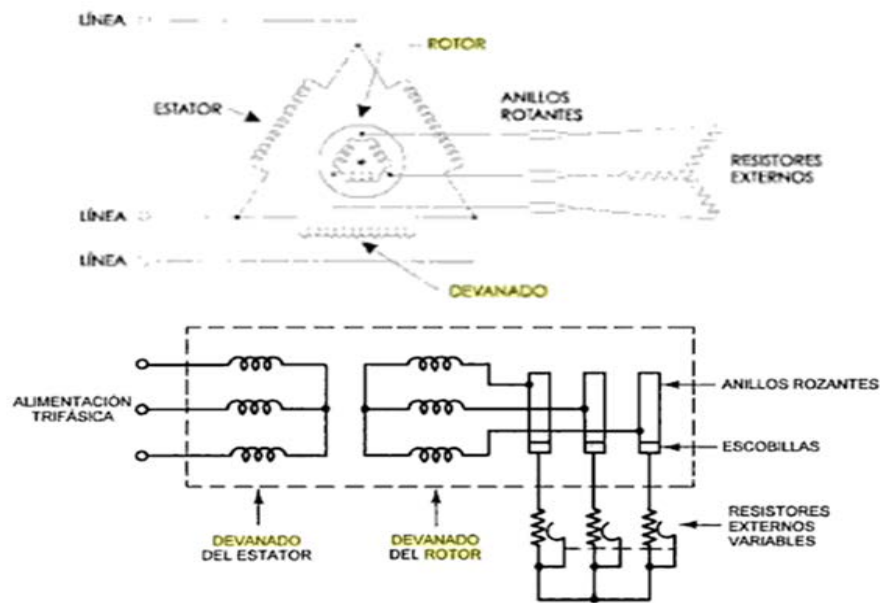 LÍNEA
ROTOR
ESTATOR
ANILLOS
ROTANTES
RESISTORES
EXTERNOS
LÍNEA
LÍNEA
DEVANADO
ALIMENTACIÓN
TRIFÁSICA
ANILLOS ROZANTES
ESCOBILLAS
DEVANADO
DEL ESTATOR
DEVANADO
DEL ROTOR
RESISTORES
EXTERNOS
VARIABLES